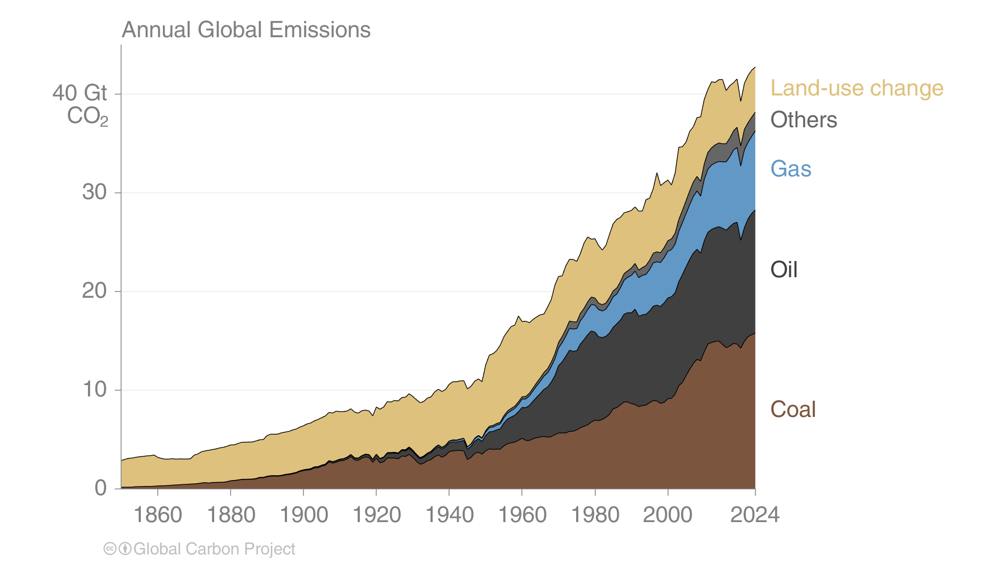 Annual Global Emissions
40 Gt
CO₂
30
20
10
0
Land-use change
Others
Gas
Oil
Coal
1860 1880 1900 1920 1940 1960 1980 2000 2024
cc Global Carbon Project